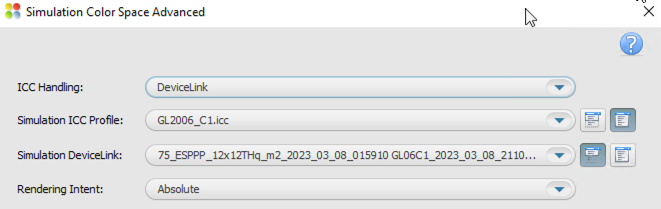 Simulation Color Space Advanced
ICC Handling: DeviceLink
Simulation ICC Profile: GL2006_C1.icc
Simulation DeviceLink: 75_ESPPP_12x12THq_m2_2023_03_08_015910 GL06C1_2023_03_08_2110...
Rendering Intent: Absolute